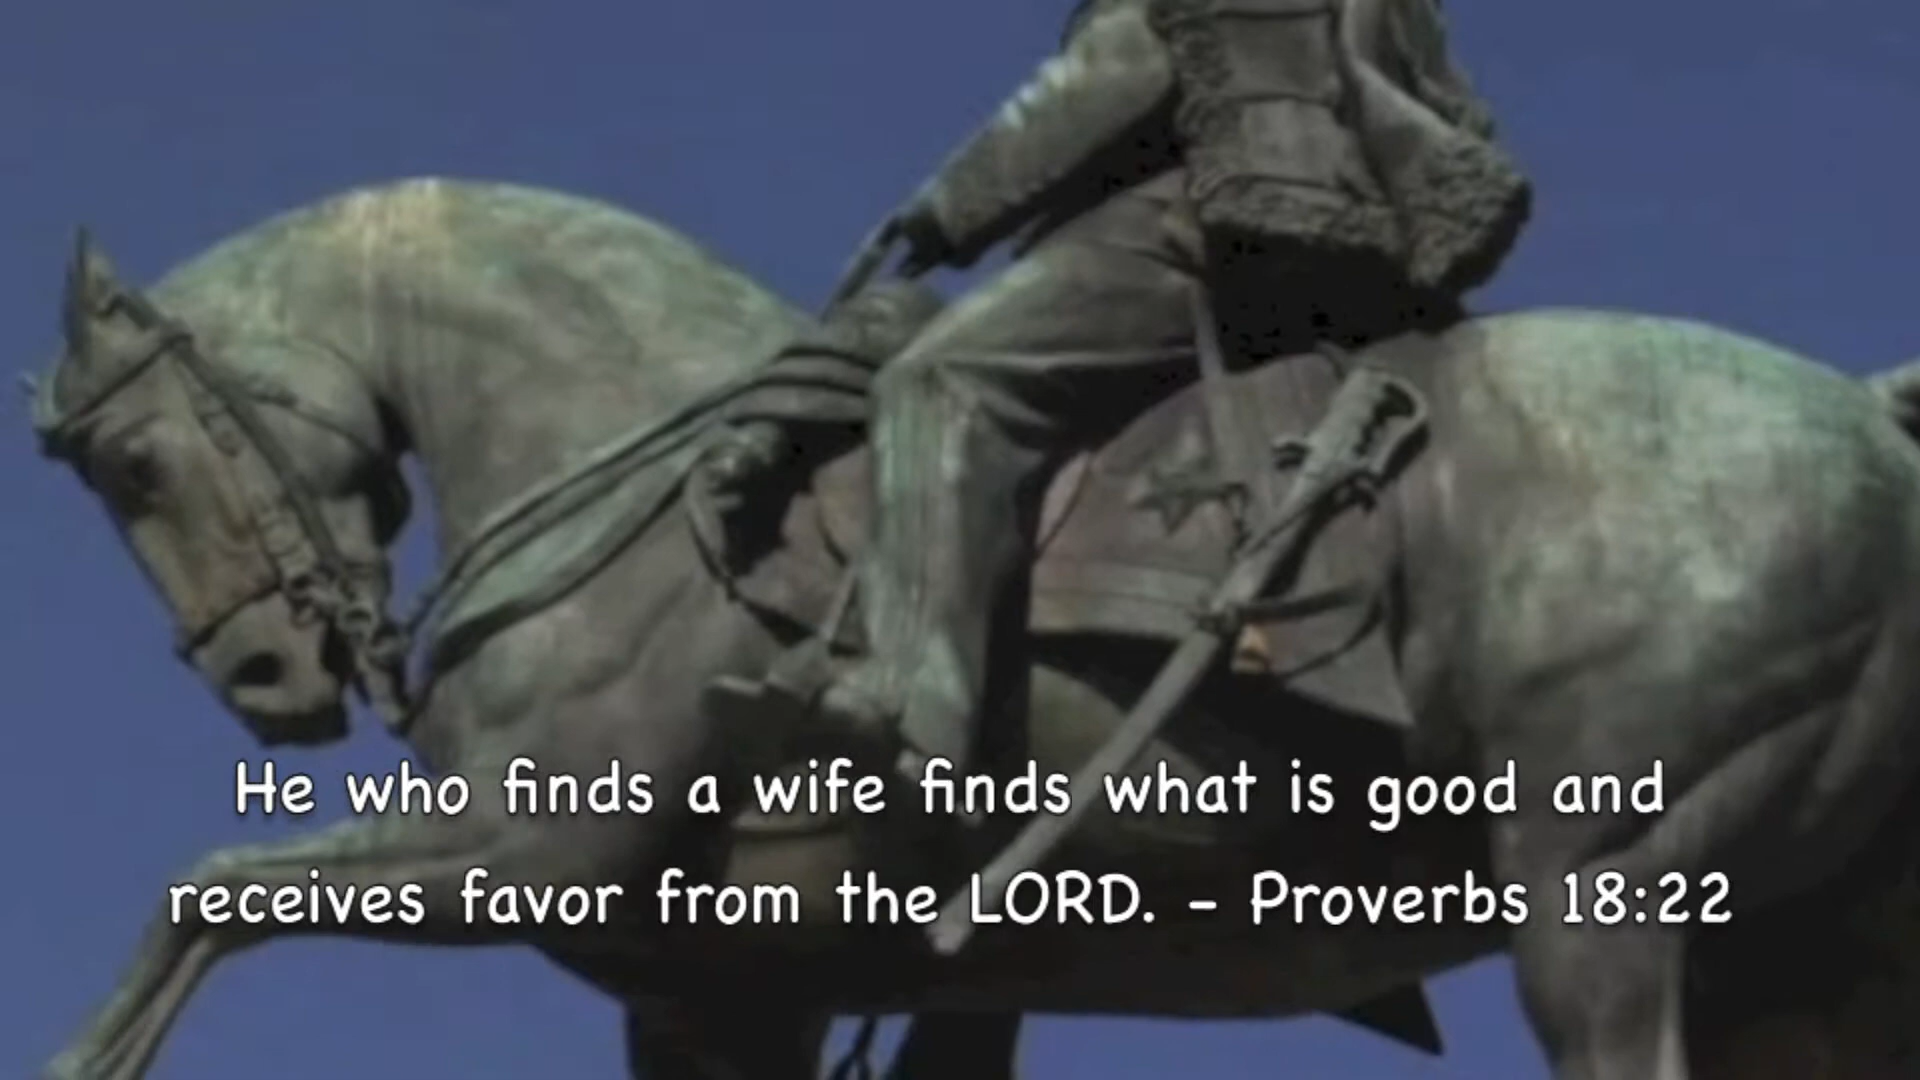 He who finds a wife finds what is good and
receives favor from the LORD. – Proverbs 18:22